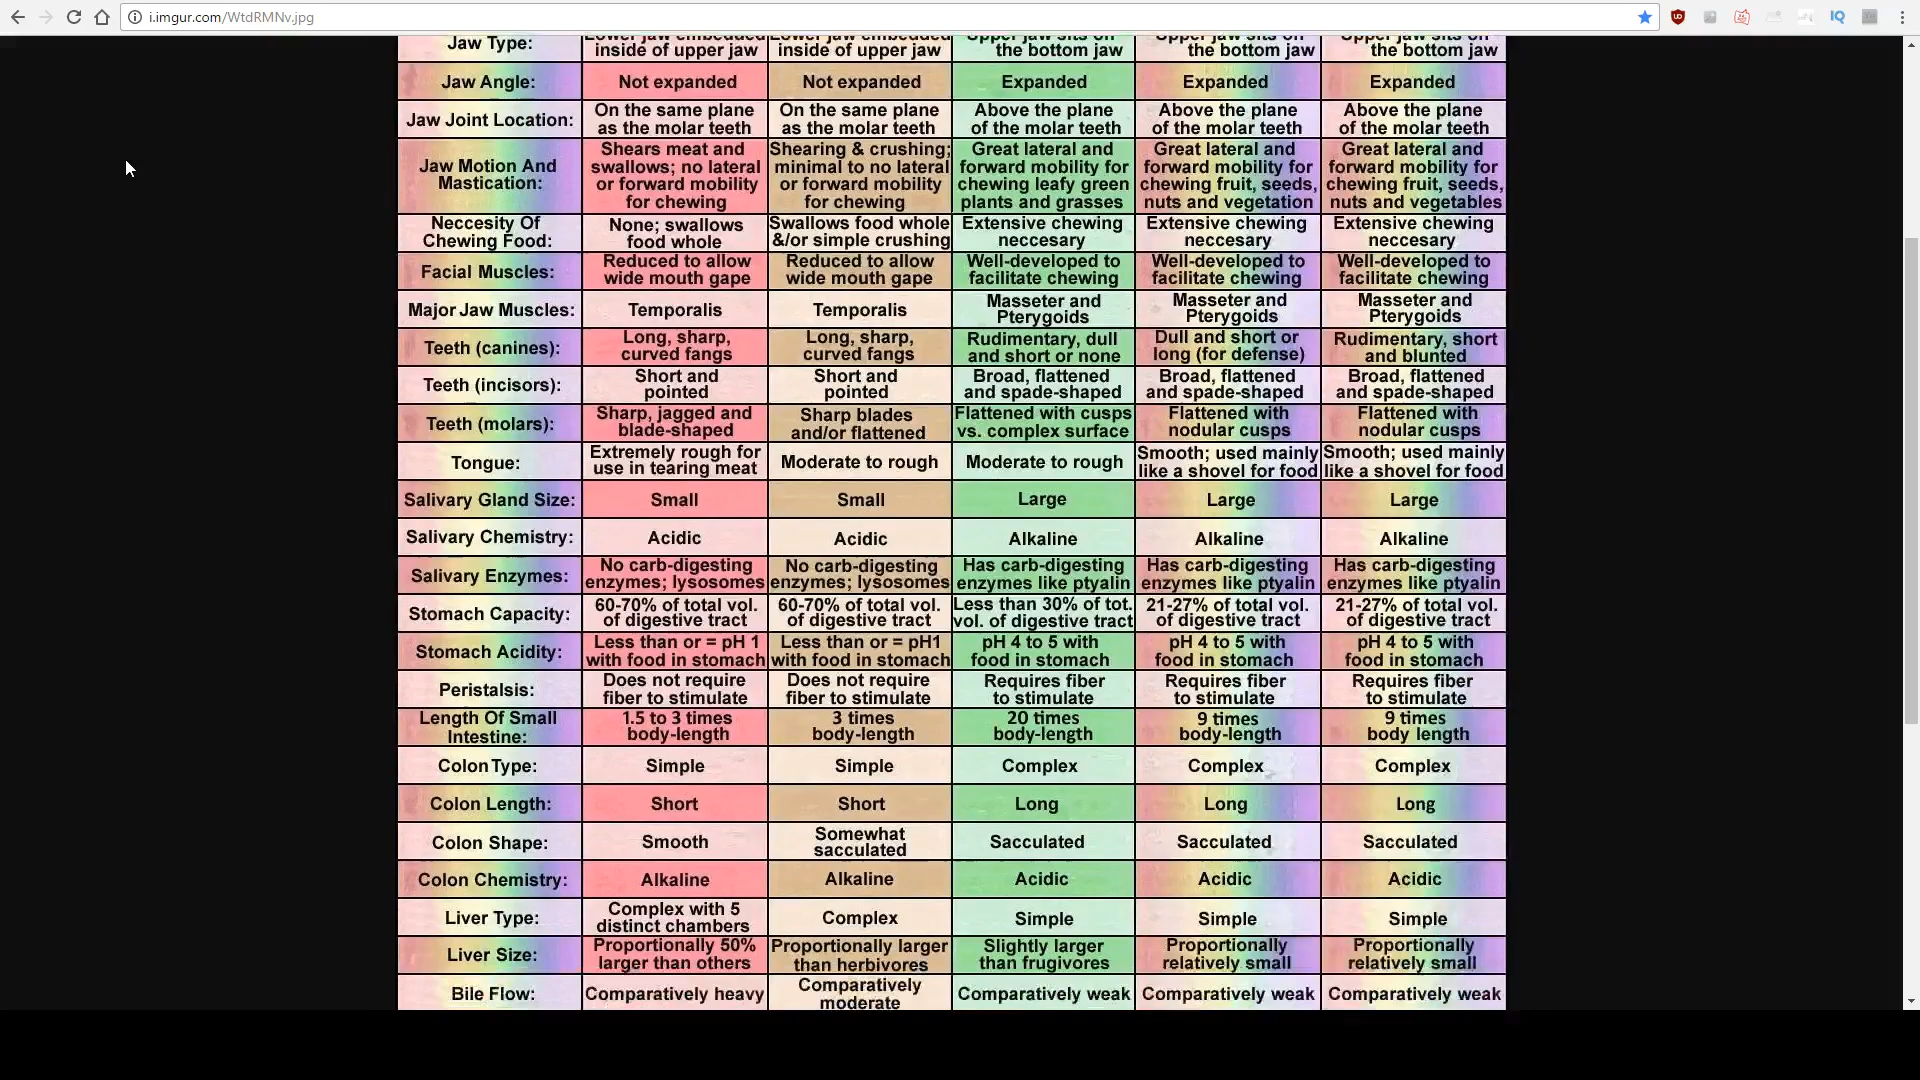 i.imgur.com/WtdRMNv.jpg
Jaw Type:
Lower jaw embedded
inside of upper jaw
Lower jaw embedded
inside of upper jaw
Upper jaw sits on
the bottom jaw
Upper jaw sits on
the bottom jaw
Upper jaw sits on
the bottom jaw
Jaw Angle:
Not expanded
Not expanded
Expanded
Expanded
Expanded
Jaw Joint Location:
On the same plane
as the molar teeth
On the same plane
as the molar teeth
Above the plane
of the molar teeth
Above the plane
of the molar teeth
Above the plane
of the molar teeth
Jaw Motion And
Mastication:
Shears meat and
swallows; no lateral
or forward mobility
for chewing
Shearing & crushing;
minimal to no lateral
or forward mobility
for chewing
Great lateral and
forward mobility for
chewing leafy green
plants and grasses
Great lateral and
forward mobility for
chewing fruit, seeds,
nuts and vegetation
Great lateral and
forward mobility for
chewing fruit, seeds,
nuts and vegetables
Neccesity Of
Chewing Food:
None; swallows
food whole
Swallows food whole
&/or simple crushing
Extensive chewing
neccesary
Extensive chewing
neccesary
Extensive chewing
neccesary
Facial Muscles:
Reduced to allow
wide mouth gape
Reduced to allow
wide mouth gape
Well-developed to
facilitate chewing
Well-developed to
facilitate chewing
Well-developed to
facilitate chewing
Major Jaw Muscles:
Temporalis
Temporalis
Masseter and
Pterygoids
Masseter and
Pterygoids
Masseter and
Pterygoids
Teeth (canines):
Long, sharp,
curved fangs
Long, sharp,
curved fangs
Rudimentary, dull
and short or none
Dull and short or
long (for defense)
Rudimentary, short
and blunted
Teeth (incisors):
Short and
pointed
Short and
pointed
Broad, flattened
and spade-shaped
Broad, flattened
and spade-shaped
Broad, flattened
and spade-shaped
Teeth (molars):
Sharp, jagged and
blade-shaped
Sharp blades
and/or flattened
Flattened with cusps
vs. complex surface
Flattened with
nodular cusps
Flattened with
nodular cusps
Tongue:
Extremely rough for
use in tearing meat
Moderate to rough
Moderate to rough
Smooth; used mainly
like a shovel for food
Smooth; used mainly
like a shovel for food
Salivary Gland Size:
Small
Small
Large
Large
Large
Salivary Chemistry:
Acidic
Acidic
Alkaline
Alkaline
Alkaline
Salivary Enzymes:
No carb-digesting
enzymes; lysosomes
No carb-digesting
enzymes; lysosomes
Has carb-digesting
enzymes like ptyalin
Has carb-digesting
enzymes like ptyalin
Has carb-digesting
enzymes like ptyalin
Stomach Capacity:
60-70% of total vol.
of digestive tract
60-70% of total vol.
of digestive tract
Less than 30% of tot.
vol. of digestive tract
21-27% of total vol.
of digestive tract
21-27% of total vol.
of digestive tract
Stomach Acidity:
Less than or = pH 1
with food in stomach
Less than or = pH1
with food in stomach
pH 4 to 5 with
food in stomach
pH 4 to 5 with
food in stomach
pH 4 to 5 with
food in stomach
Peristalsis:
Does not require
fiber to stimulate
Does not require
fiber to stimulate
Requires fiber
to stimulate
Requires fiber
to stimulate
Requires fiber
to stimulate
Length Of Small
Intestine:
1.5 to 3 times
body-length
3 times
body-length
20 times
body-length
9 times
body-length
9 times
body length
Colon Type:
Simple
Simple
Complex
Complex
Complex
Colon Length:
Short
Short
Long
Long
Long
Colon Shape:
Smooth
Somewhat
sacculated
Sacculated
Sacculated
Sacculated
Colon Chemistry:
Alkaline
Alkaline
Acidic
Acidic
Acidic
Liver Type:
Complex with 5
distinct chambers
Complex
Simple
Simple
Simple
Liver Size:
Proportionally 50%
larger than others
Proportionally larger
than herbivores
Slightly larger
than frugivores
Proportionally
relatively small
Proportionally
relatively small
Bile Flow:
Comparatively heavy
Comparatively
moderate
Comparatively weak
Comparatively weak
Comparatively weak